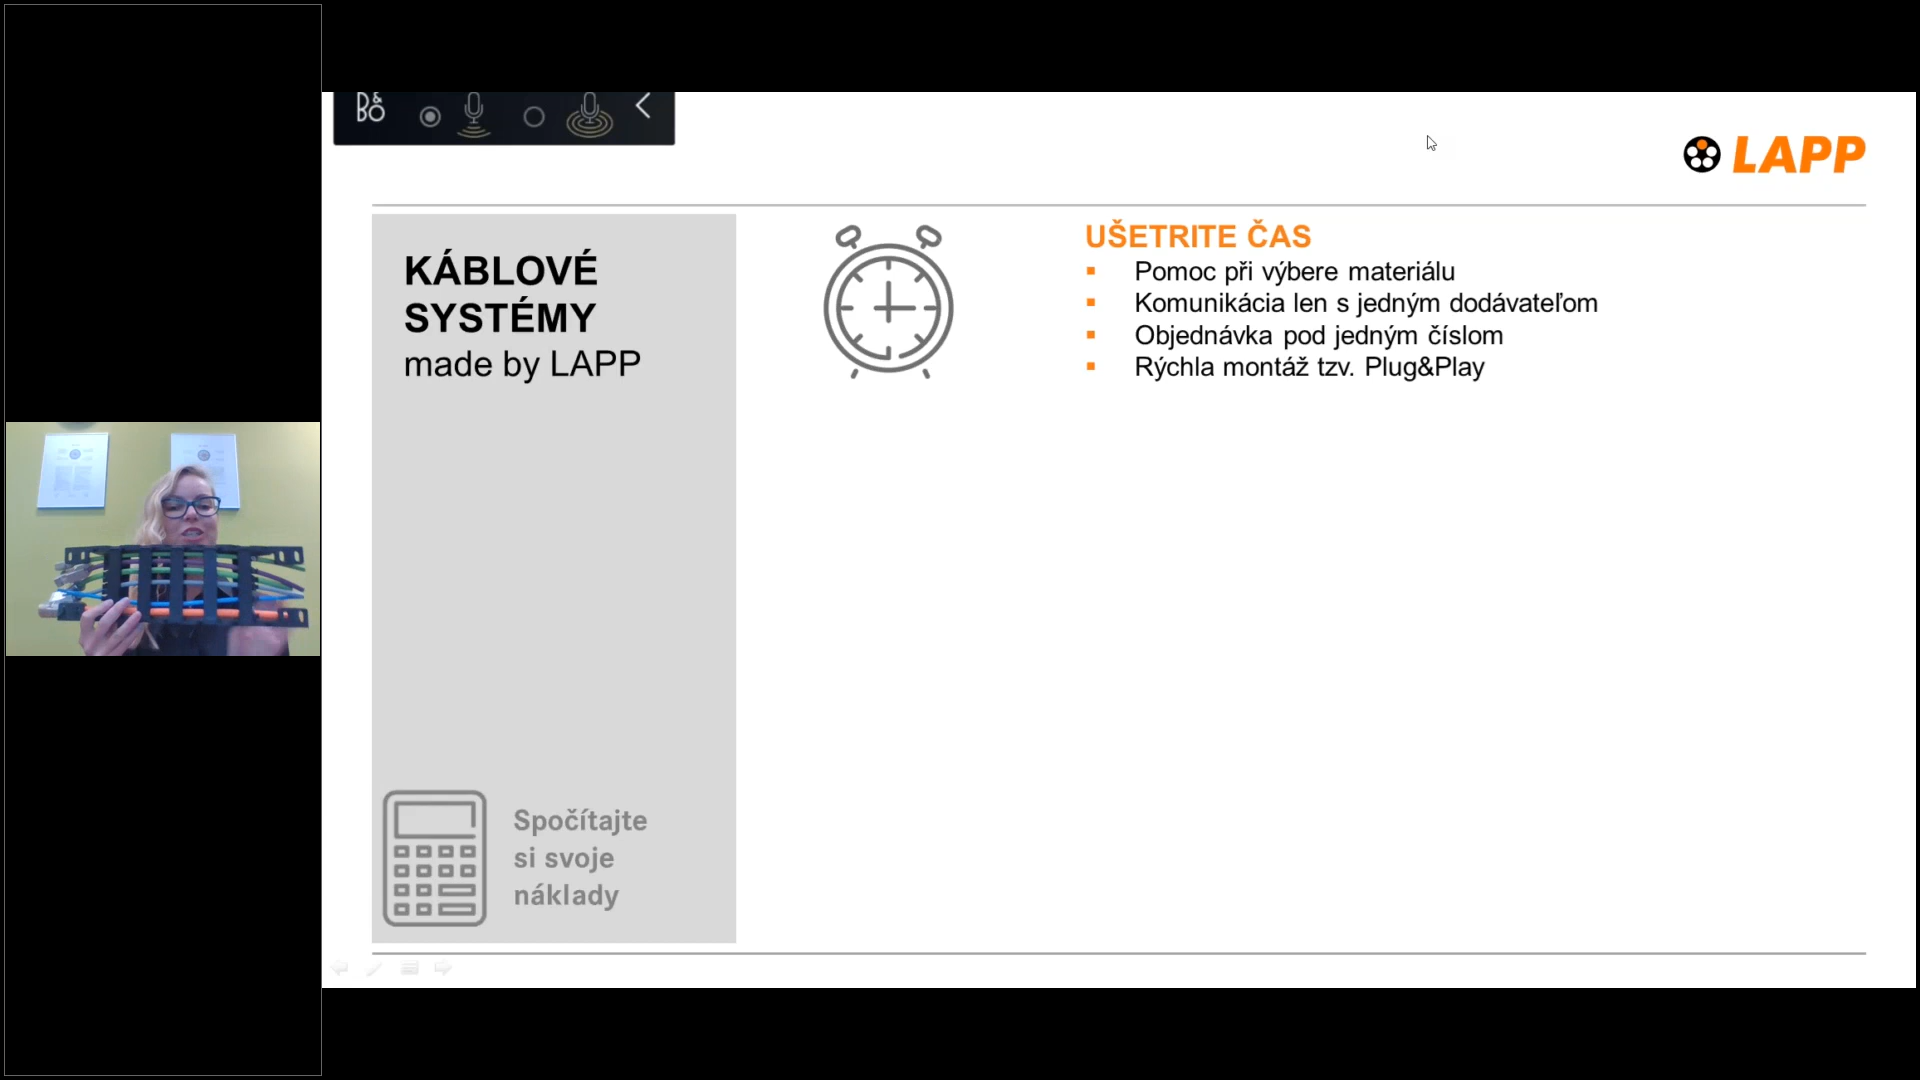 B&O
LAPP
KÁBLOVÉ
SYSTÉMY
made by LAPP
UŠETRITE ČAS
Pomoc při výbere materiálu
Komunikácia len s jedným dodávateľom
Objednávka pod jedným číslom
Rýchla montáž tzv. Plug&Play
Spočítajte
si svoje
náklady